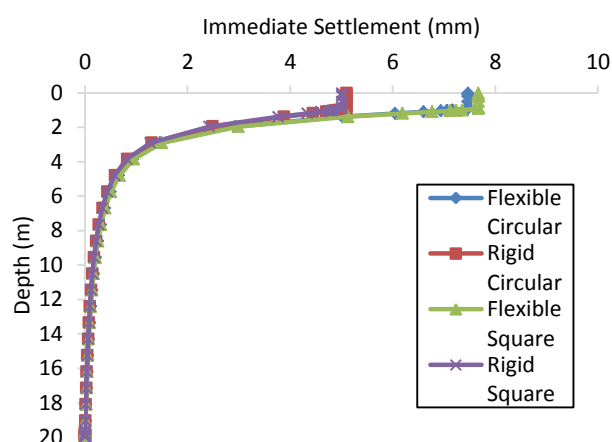 Immediate Settlement (mm)
0 2 4 6 8 10
Depth (m)
0
2
4
6
8
10
12
14
16
18
20
Flexible
Circular
Rigid
Circular
Flexible
Square
Rigid
Square